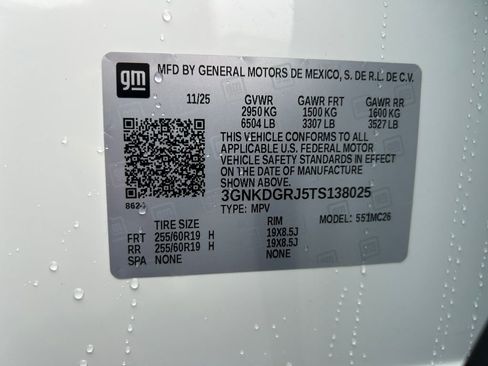 gm
MFD BY GENERAL MOTORS DE MEXICO, S. DE R.L. DE C.V.
11/25 GVWR GAWR FRT GAWR RR
2950 KG 1500 KG 1600 KG
6504 LB 3307 LB 3527 LB
THIS VEHICLE CONFORMS TO ALL
APPLICABLE U.S. FEDERAL MOTOR
VEHICLE SAFETY STANDARDS IN EFFECT
ON THE DATE OF MANUFACTURE
SHOWN ABOVE.
3GNKDGRJ5TS138025
TYPE: MPV MODEL: 551MC26
TIRE SIZE RIM
FRT 255/60R19 H 19X8.5J
RR 255/60R19 H 19X8.5J
SPA NONE NONE